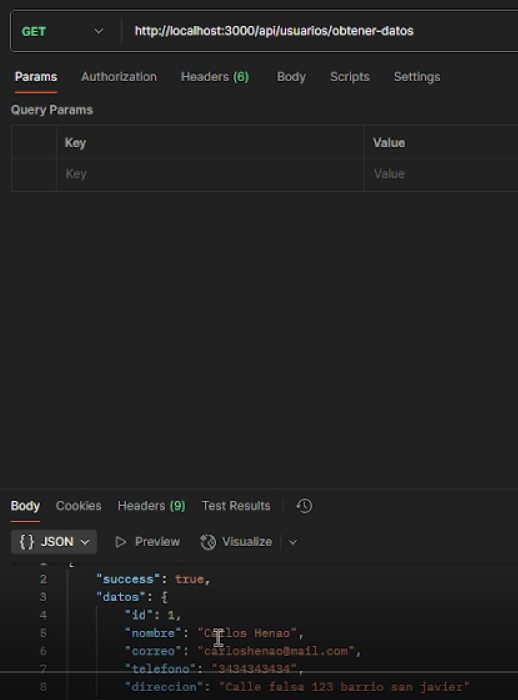 GET http://localhost:3000/api/usuarios/obtener-datos
Params Authorization Headers (6) Body Scripts Settings
Query Params
Key Value
Key Value
Body Cookies Headers (9) Test Results
{ } JSON Preview Visualize
1 {
2 "success": true,
3 "datos": {
4 "id": 1,
5 "nombre": "Carlos Henao",
6 "correo": "carloshenao@mail.com",
7 "telefono": "3434343434",
8 "direccion": "Calle falsa 123 barrio san javier"